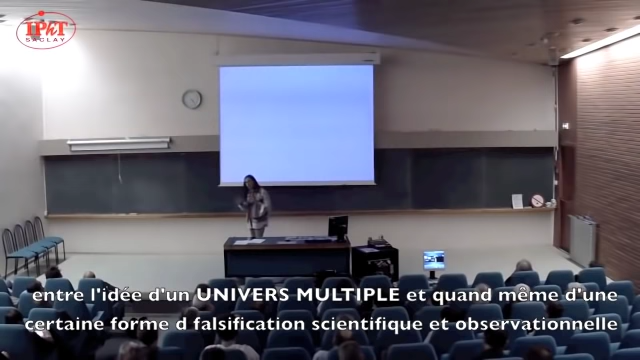 IPhT
SACLAY
entre l'idée d'un UNIVERS MULTIPLE et quand même d'une
certaine forme d falsification scientifique et observationnelle